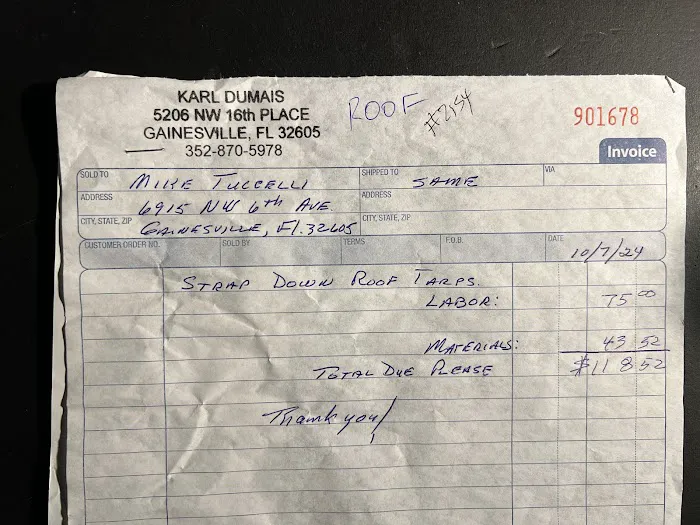 KARL DUMAIS
5206 NW 16th PLACE
GAINESVILLE, FL 32605
352-870-5978
ROOF
#2154
901678
Invoice
SOLD TO MIKE TUCCELLI
SHIPPED TO SAME
VIA
ADDRESS 6915 NW 6th AVE.
ADDRESS
CITY, STATE, ZIP GAINESVILLE, Fl. 32605
CITY, STATE, ZIP
CUSTOMER ORDER NO. SOLD BY TERMS F.O.B. DATE 10/7/24
STRAP DOWN ROOF TARPS.
LABOR: 75 00
MATERIALS: 43 52
TOTAL DUE PLEASE $118 52
Thank you!